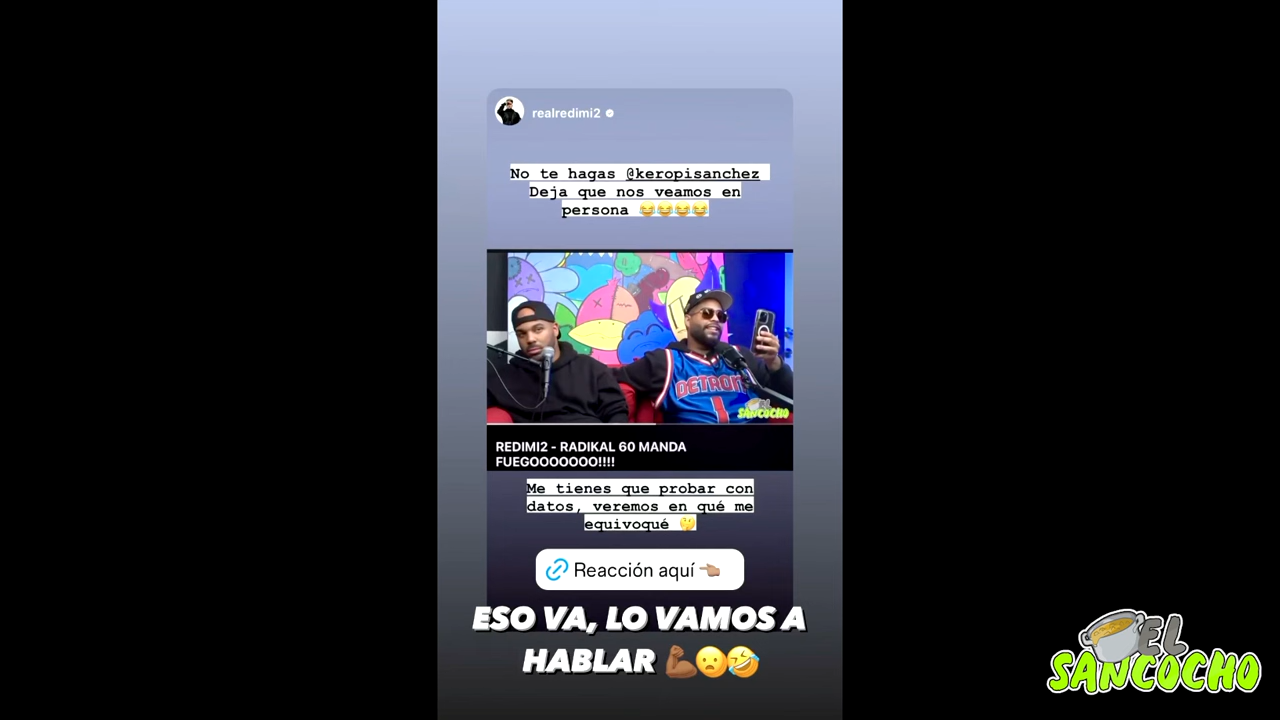 realredimi2
No te hagas @keropisanchez
Deja que nos veamos en
persona 😂😂😂😂
DETROIT
1
EL
SANCOCHO
REDIMI2 - RADIKAL 60 MANDA
FUEGOOOOOOO!!!!
Me tienes que probar con
datos, veremos en qué me
equivoqué 🤔
Reacción aquí 👈🏼
ESO VA, LO VAMOS A
HABLAR 💪🏾😦🤣
EL
SANCOCHO